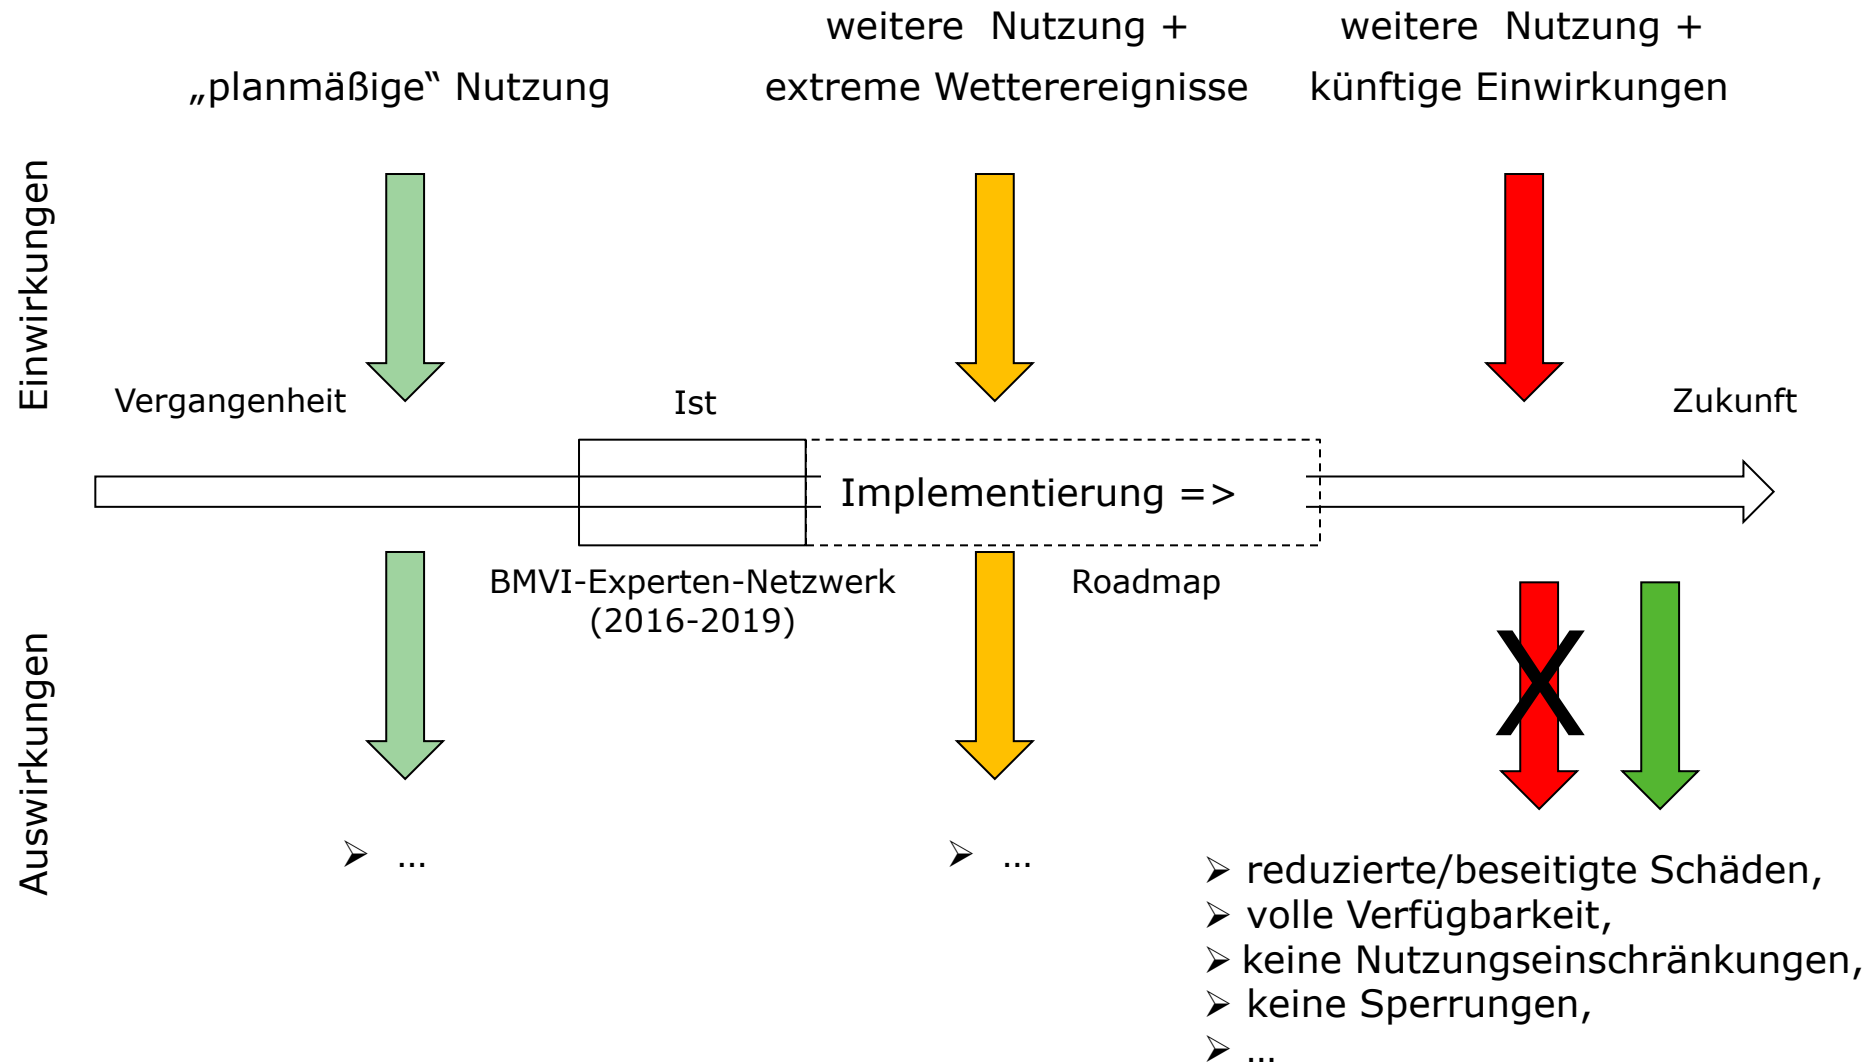 „planmäßige“ Nutzung
weitere Nutzung +
extreme Wetterereignisse
weitere Nutzung +
künftige Einwirkungen
Einwirkungen
Vergangenheit
Ist
Zukunft
Implementierung =>
BMVI-Experten-Netzwerk
(2016-2019)
Roadmap
X
Auswirkungen
➢ ...
➢ ...
➢ reduzierte/beseitigte Schäden,
➢ volle Verfügbarkeit,
➢ keine Nutzungseinschränkungen,
➢ keine Sperrungen,
➢ ...